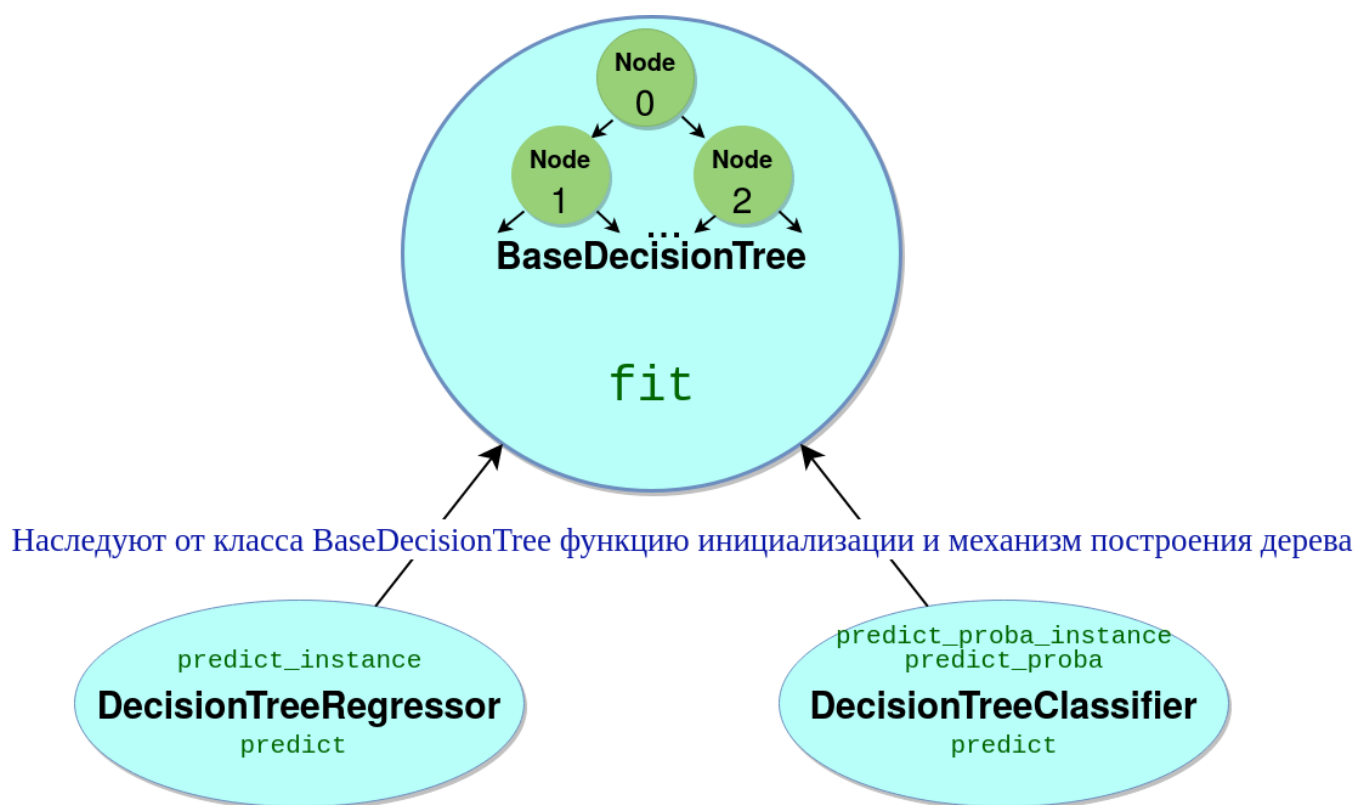 Node
0
Node
1
Node
2
...
BaseDecisionTree
fit
Наследуют от класса BaseDecisionTree функцию инициализации и механизм построения дерева
predict_instance
DecisionTreeRegressor
predict
predict_proba_instance
predict_proba
DecisionTreeClassifier
predict